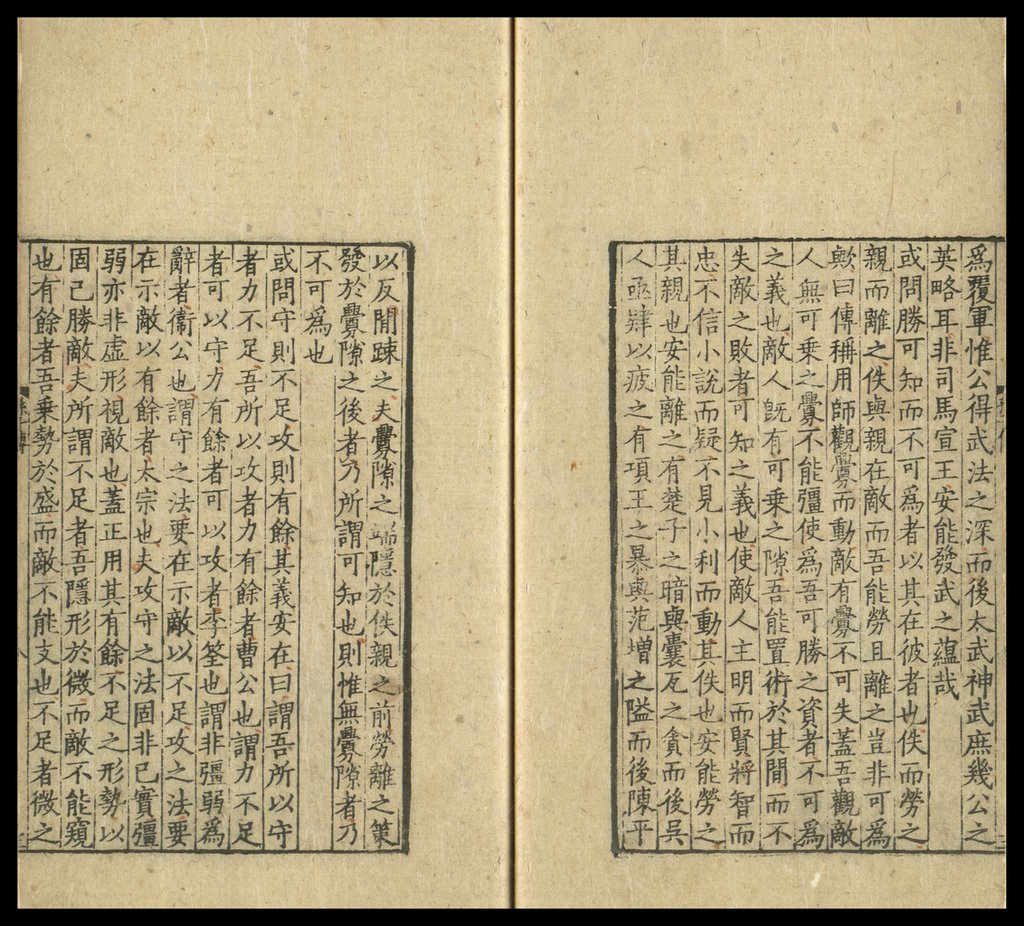 爲覆軍惟公得武法之深而後太武神武庶幾公之
英略耳非司馬宣王安能發武之蘊哉
或問勝可知而不可爲者以其在彼者也佚而勞之
親而離之佚與親在敵而吾能勞且離之豈非可爲
歟曰傳稱用師觀釁而動敵有釁不可失蓋吾觀敵
人無可乗之釁不能彊使爲吾可勝之資者不可爲
之義也敵人旣有可乗之隙吾能置術於其間而不
失敵之敗者可知之義也使敵人主明而賢將智而
忠不信小說而疑不見小利而動其佚也安能勞之
其親也安能離之有楚子之暗與囊瓦之貪而後吳
人亟肄以疲之有項王之暴與范増之隘而後陳平
以反間踈之夫釁隙之端隱於佚親之前勞離之策
發於釁隙之後者乃所謂可知也則惟無釁隙者乃
不可爲也
或問守則不足攻則有餘其義安在曰謂吾所以守
者力不足吾所以攻者力有餘者曹公也謂力不足
者可以守力有餘者可以攻者李筌也謂非彊弱爲
辭者衞公也謂守之法要在示敵以不足攻之法要
在示敵以有餘者太宗也夫攻守之法固非已實彊
弱亦非虛形視敵也蓋正用其有餘不足之形勢以
固已勝敵夫所謂不足者吾隱形於微而敵不能窺
也有餘者吾乗勢於盛而敵不能支也不足者微之